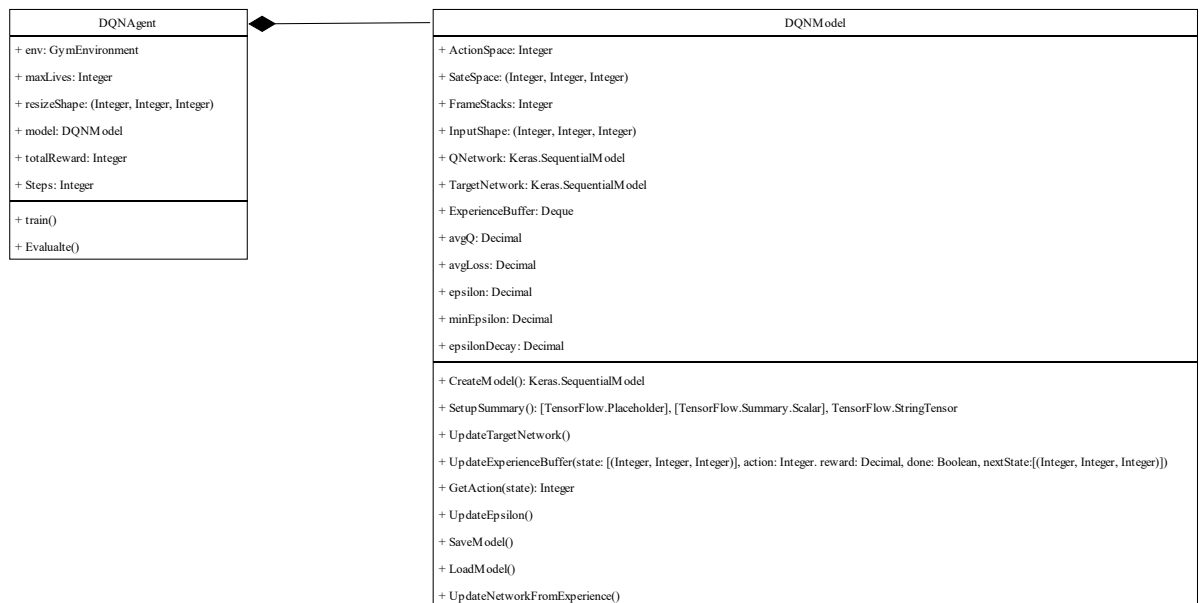 DQNAgent
+ env: GymEnvironment
+ maxLives: Integer
+ resizeShape: (Integer, Integer, Integer)
+ model: DQNModel
+ totalReward: Integer
+ Steps: Integer
+ train()
+ Evaluate()
DQNModel
+ ActionSpace: Integer
+ SateSpace: (Integer, Integer, Integer)
+ FrameStacks: Integer
+ InputShape: (Integer, Integer, Integer)
+ QNetwork: Keras.SequentialModel
+ TargetNetwork: Keras.SequentialModel
+ ExperienceBuffer: Deque
+ avgQ: Decimal
+ avgLoss: Decimal
+ epsilon: Decimal
+ minEpsilon: Decimal
+ epsilonDecay: Decimal
+ CreateModel(): Keras.SequentialModel
+ SetupSummary(): [TensorFlow.Placeholder], [TensorFlow.Summary.Scalar], TensorFlow.StringTensor
+ UpdateTargetNetwork()
+ UpdateExperienceBuffer(state: [(Integer, Integer, Integer)], action: Integer. reward: Decimal, done: Boolean, nextState:[(Integer, Integer, Integer)])
+ GetAction(state): Integer
+ UpdateEpsilon()
+ SaveModel()
+ LoadModel()
+ UpdateNetworkFromExperience()